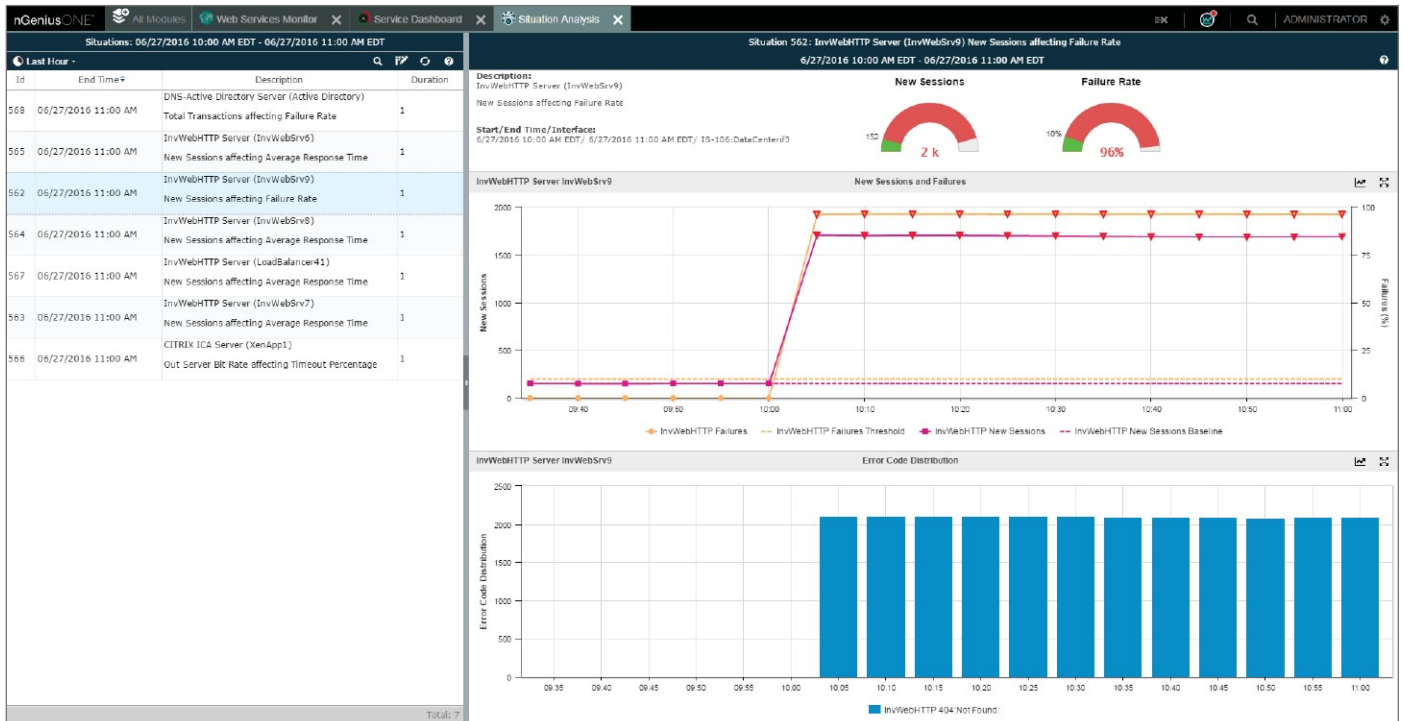 nGeniusONE All Modules Web Services Monitor X Service Dashboard X Situation Analysis X ADMINISTRATOR
Situations: 06/27/2016 10:00 AM EDT - 06/27/2016 11:00 AM EDT
Last Hour
Id End Time Description Duration
568 06/27/2016 11:00 AM DNS-Active Directory Server (Active Directory) 1
Total Transactions affecting Failure Rate
565 06/27/2016 11:00 AM InvWebHTTP Server (InvWebSrv6) 1
New Sessions affecting Average Response Time
562 06/27/2016 11:00 AM InvWebHTTP Server (InvWebSrv9) 1
New Sessions affecting Failure Rate
564 06/27/2016 11:00 AM InvWebHTTP Server (InvWebSrv8) 1
New Sessions affecting Average Response Time
567 06/27/2016 11:00 AM InvWebHTTP Server (LoadBalancer41) 1
New Sessions affecting Average Response Time
563 06/27/2016 11:00 AM InvWebHTTP Server (InvWebSrv7) 1
New Sessions affecting Average Response Time
566 06/27/2016 11:00 AM CITRIX ICA Server (XenApp1) 1
Out Server Bit Rate affecting Timeout Percentage
Total: 7
Situation 562: InvWebHTTP Server (InvWebSrv9) New Sessions affecting Failure Rate
6/27/2016 10:00 AM EDT - 06/27/2016 11:00 AM EDT
Description:
InvWebHTTP Server (InvWebSrv9)
New Sessions affecting Failure Rate
Start/End Time/Interface:
6/27/2016 10:00 AM EDT/ 6/27/2016 11:00 AM EDT/ IS-106:DataCenterif3
New Sessions
152
2 k
Failure Rate
10%
96%
InvWebHTTP Server InvWebSrv9 New Sessions and Failures
New Sessions
2000
1500
1000
500
0
100
75
50
25
0
Failures (%)
09:40 09:50 10:00 10:10 10:20 10:30 10:40 10:50 11:00
InvWebHTTP Failures InvWebHTTP Failures Threshold InvWebHTTP New Sessions InvWebHTTP New Sessions Baseline
InvWebHTTP Server InvWebSrv9 Error Code Distribution
Error Code Distribution
2500
2000
1500
1000
500
0
09:35 09:40 09:45 09:50 09:55 10:00 10:05 10:10 10:15 10:20 10:25 10:30 10:35 10:40 10:45 10:50 10:55 11:00
InvWebHTTP 404:Not Found: